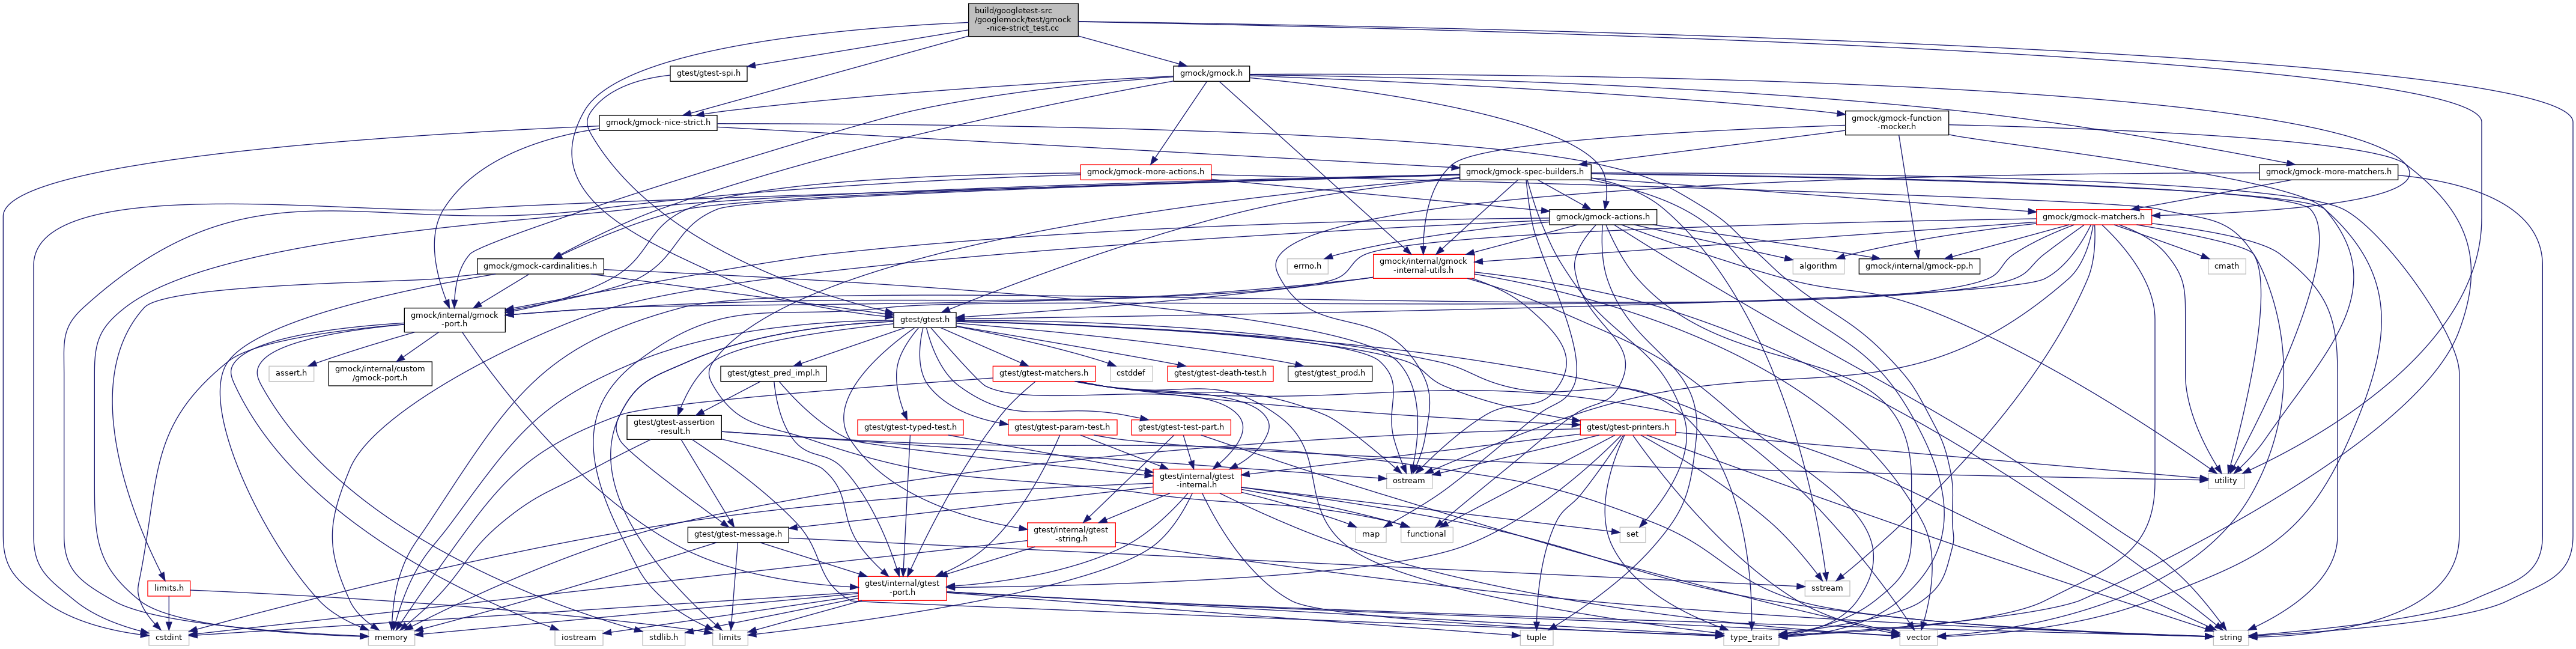 build/googletest-src
/googlemock/test/gmock
-nice-strict_test.cc
gtest/gtest-spi.h
gmock/gmock.h
gmock/gmock-nice-strict.h
gmock/gmock-function
-mocker.h
gmock/gmock-more-actions.h
gmock/gmock-spec-builders.h
gmock/gmock-more-matchers.h
gmock/gmock-actions.h
gmock/gmock-matchers.h
gmock/gmock-cardinalities.h
errno.h
gmock/internal/gmock
-internal-utils.h
algorithm
gmock/internal/gmock-pp.h
cmath
gmock/internal/gmock
-port.h
gtest/gtest.h
assert.h
gmock/internal/custom
/gmock-port.h
gtest/gtest_pred_impl.h
gtest/gtest-matchers.h
cstddef
gtest/gtest-death-test.h
gtest/gtest_prod.h
gtest/gtest-assertion
-result.h
gtest/gtest-typed-test.h
gtest/gtest-param-test.h
gtest/gtest-test-part.h
gtest/gtest-printers.h
gtest/internal/gtest
-internal.h
ostream
utility
gtest/gtest-message.h
gtest/internal/gtest
-string.h
map
functional
set
limits.h
gtest/internal/gtest
-port.h
sstream
cstdint
memory
iostream
stdlib.h
limits
tuple
type_traits
vector
string